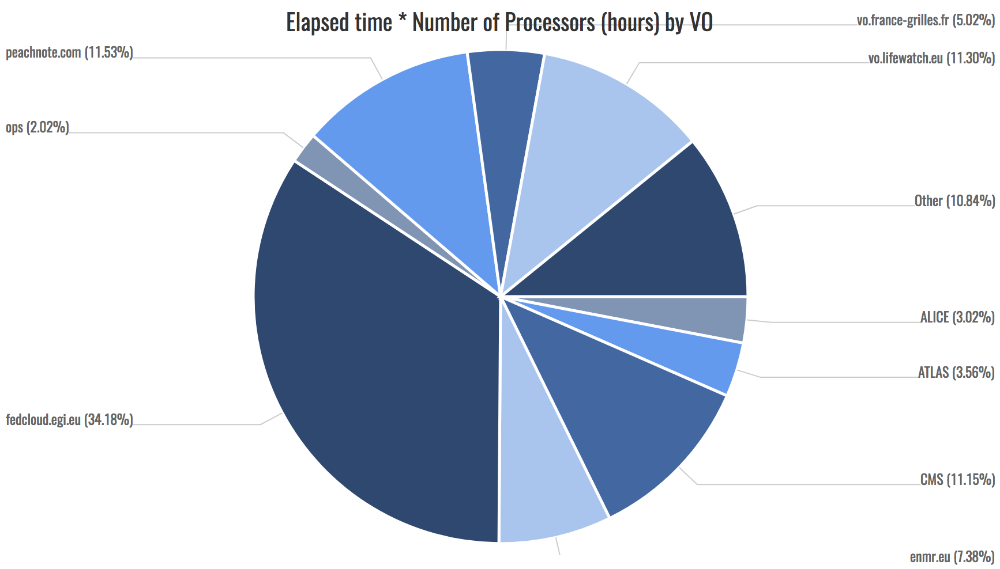 Elapsed time * Number of Processors (hours) by VO
vo.france-grilles.fr (5.02%)
peachnote.com (11.53%)
vo.lifewatch.eu (11.30%)
ops (2.02%)
Other (10.84%)
ALICE (3.02%)
ATLAS (3.56%)
fedcloud.egi.eu (34.18%)
CMS (11.15%)
enmr.eu (7.38%)